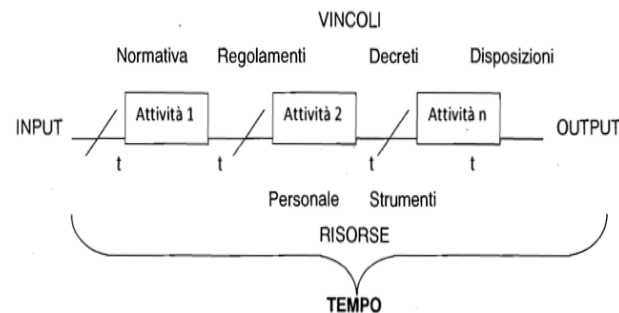 VINCOLI
Normativa Regolamenti Decreti Disposizioni
INPUT Attività 1 Attività 2 Attività n OUTPUT
t t t t
Personale Strumenti
RISORSE
TEMPO